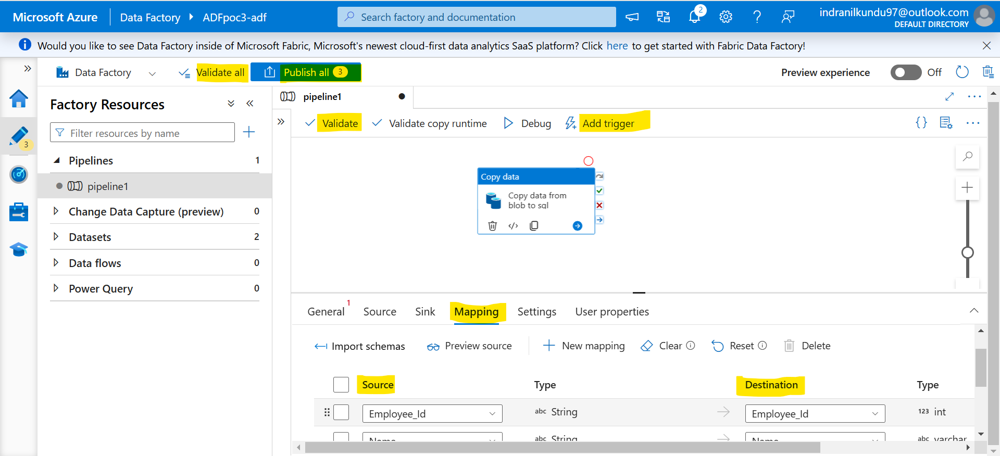 Microsoft Azure Data Factory ADFpoc3-adf Search factory and documentation 2 indranilkundu97@outlook.com
DEFAULT DIRECTORY
Would you like to see Data Factory inside of Microsoft Fabric, Microsoft's newest cloud-first data analytics SaaS platform? Click here to get started with Fabric Data Factory!
Data Factory Validate all Publish all 3 Preview experience Off
Factory Resources
Filter resources by name
3
Pipelines 1
pipeline1
Change Data Capture (preview) 0
Datasets 2
Data flows 0
Power Query 0
pipeline1
Validate Validate copy runtime Debug Add trigger
Copy data
Copy data from
blob to sql
General 1 Source Sink Mapping Settings User properties
Import schemas Preview source New mapping Clear Reset Delete
Source Type Destination Type
Employee_Id abc String Employee_Id 123 int
Name abc String Name abc varchar